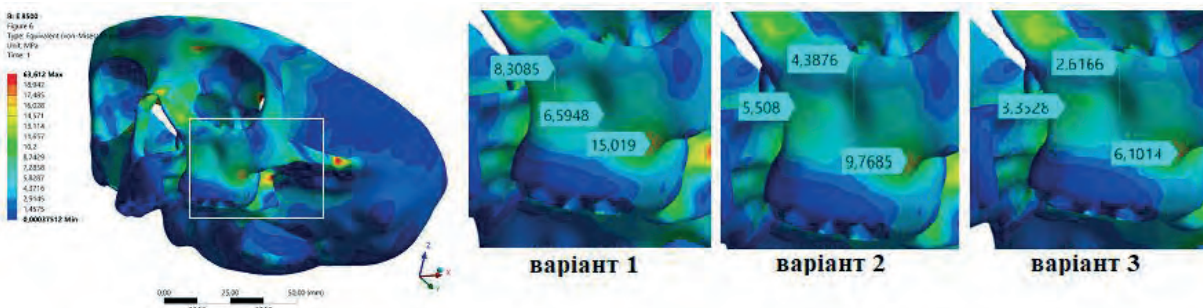 B: E 8500
Figure 6
Type: Equivalent (von-Mises)
Unit: MPa
Time: 1
63,612 Max
18,942
17,485
16,028
14,571
13,114
11,657
10,2
8,7429
7,2858
5,8287
4,3716
2,9145
1,4575
0,00037512 Min
0,00
25,00
50,00 (mm)
Z
X
Y
8,3085
6,5948
15,019
варіант 1
4,3876
5,508
9,7685
варіант 2
2,6166
3,3528
6,1014
варіант 3